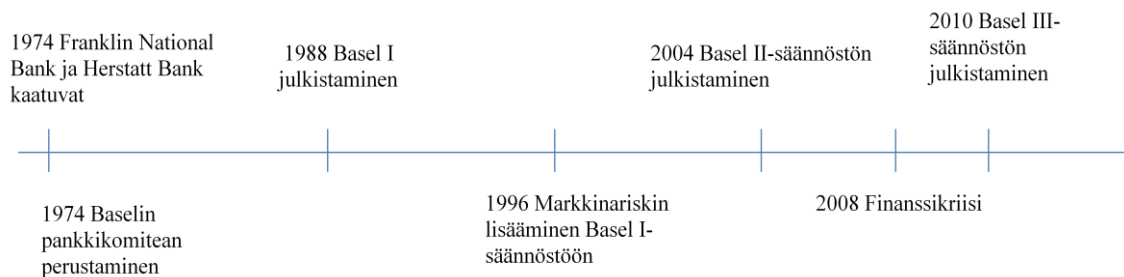 1974 Franklin National
Bank ja Herstatt Bank
kaatuvat
1988 Basel I
julkistaminen
2004 Basel II-säännöstön
julkistaminen
2010 Basel III-
säännöstön
julkistaminen
1974 Baselin
pankkikomitean
perustaminen
1996 Markkinariskin
lisääminen Basel I-
säännöstöön
2008 Finanssikriisi